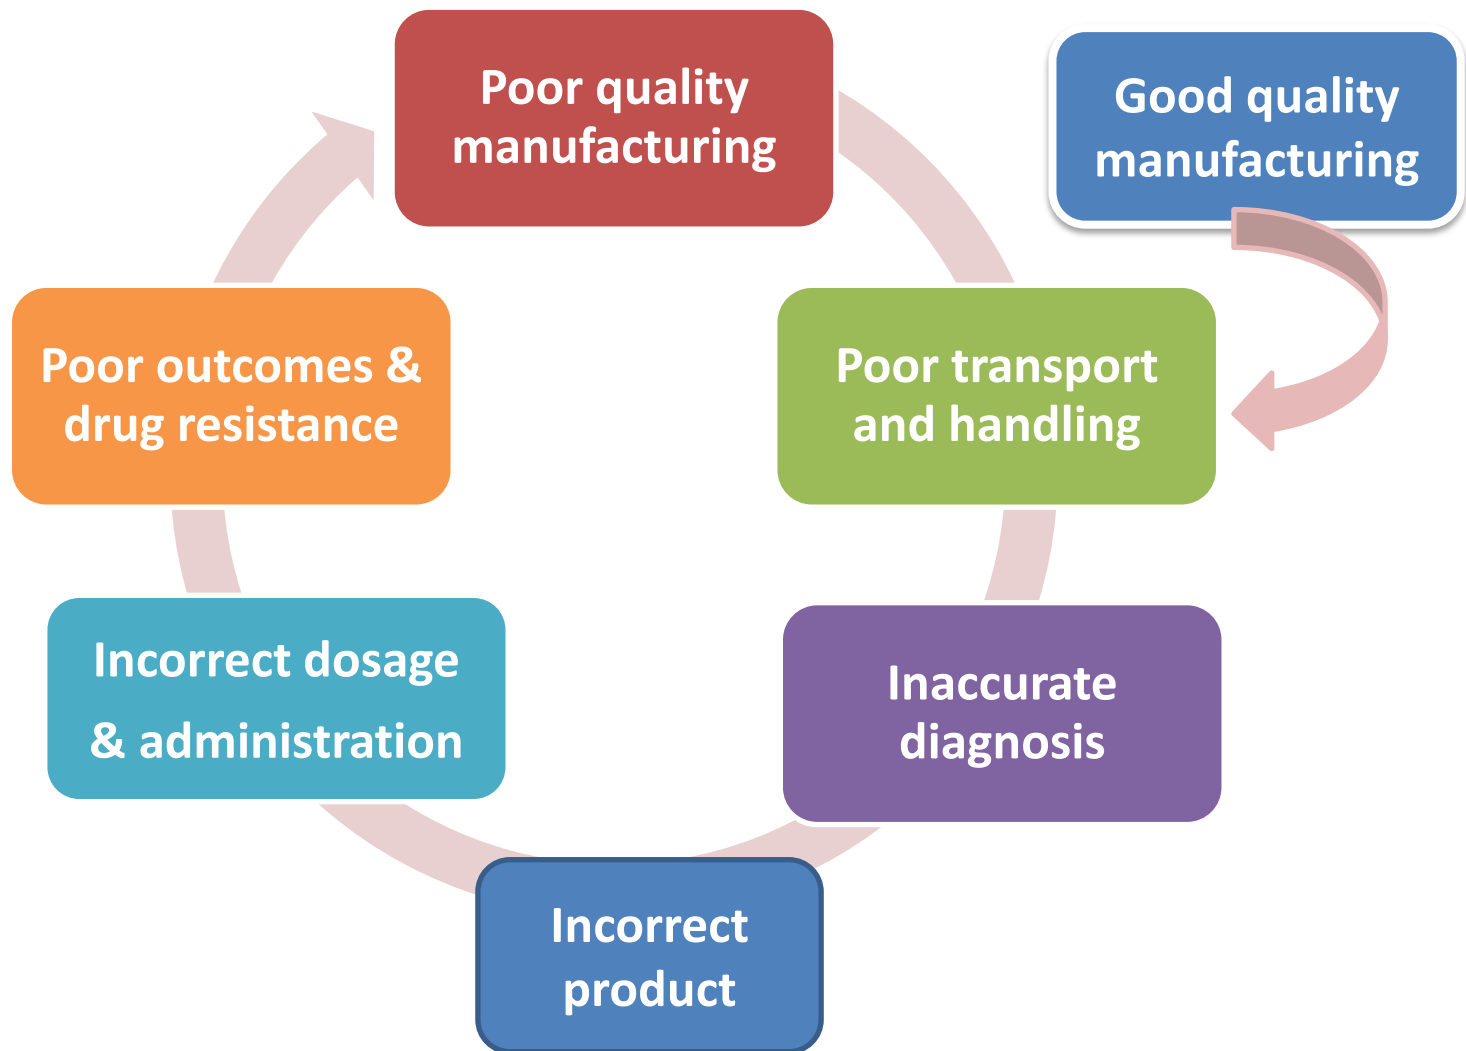 Poor quality
manufacturing
Good quality
manufacturing
Poor outcomes &
drug resistance
Poor transport
and handling
Incorrect dosage
& administration
Inaccurate
diagnosis
Incorrect
product